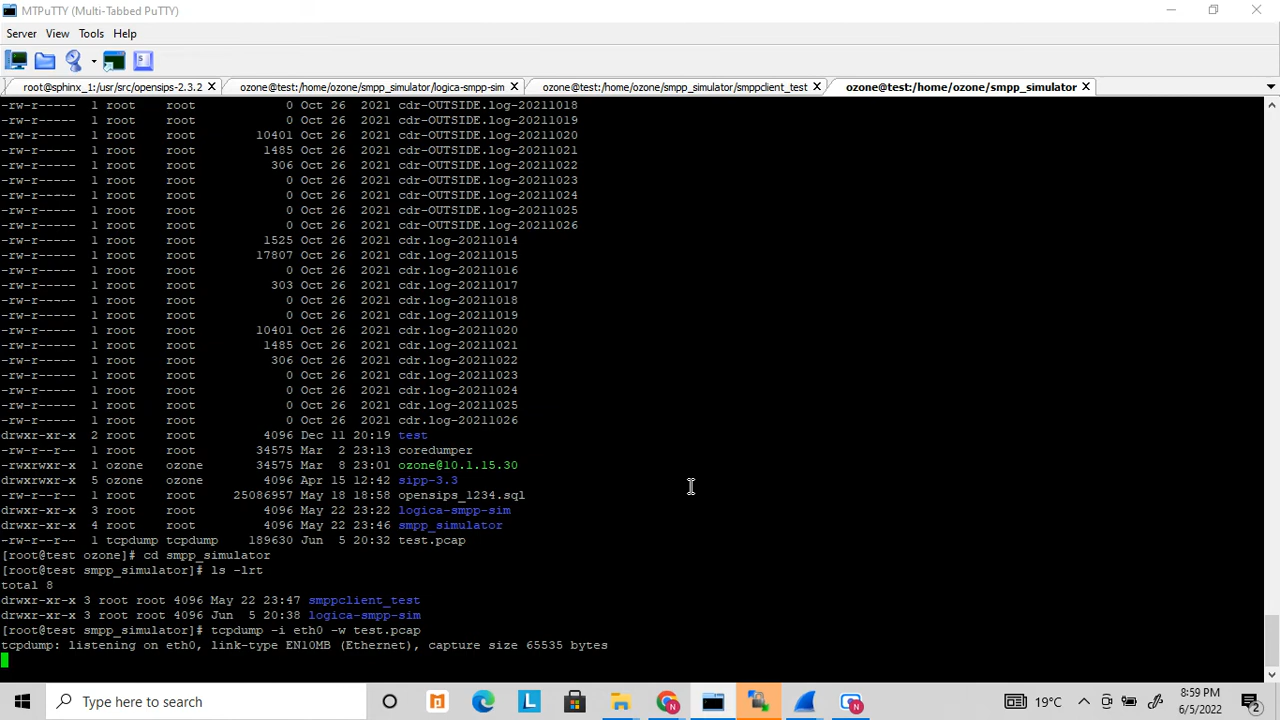 MTPuTTY (Multi-Tabbed PuTTY)
Server View Tools Help
root@sphinx_1:/usr/src/opensips-2.3.2 ozone@test:/home/ozone/smpp_simulator/logica-smpp-sim ozone@test:/home/ozone/smpp_simulator/smppclient_test ozone@test:/home/ozone/smpp_simulator
-rw-r----- 1 root root 0 Oct 26 2021 cdr-OUTSIDE.log-20211018
-rw-r----- 1 root root 0 Oct 26 2021 cdr-OUTSIDE.log-20211019
-rw-r----- 1 root root 10401 Oct 26 2021 cdr-OUTSIDE.log-20211020
-rw-r----- 1 root root 1485 Oct 26 2021 cdr-OUTSIDE.log-20211021
-rw-r----- 1 root root 306 Oct 26 2021 cdr-OUTSIDE.log-20211022
-rw-r----- 1 root root 0 Oct 26 2021 cdr-OUTSIDE.log-20211023
-rw-r----- 1 root root 0 Oct 26 2021 cdr-OUTSIDE.log-20211024
-rw-r----- 1 root root 0 Oct 26 2021 cdr-OUTSIDE.log-20211025
-rw-r----- 1 root root 0 Oct 26 2021 cdr-OUTSIDE.log-20211026
-rw-r----- 1 root root 1525 Oct 26 2021 cdr.log-20211014
-rw-r----- 1 root root 17807 Oct 26 2021 cdr.log-20211015
-rw-r----- 1 root root 0 Oct 26 2021 cdr.log-20211016
-rw-r----- 1 root root 303 Oct 26 2021 cdr.log-20211017
-rw-r----- 1 root root 0 Oct 26 2021 cdr.log-20211018
-rw-r----- 1 root root 0 Oct 26 2021 cdr.log-20211019
-rw-r----- 1 root root 10401 Oct 26 2021 cdr.log-20211020
-rw-r----- 1 root root 1485 Oct 26 2021 cdr.log-20211021
-rw-r----- 1 root root 306 Oct 26 2021 cdr.log-20211022
-rw-r----- 1 root root 0 Oct 26 2021 cdr.log-20211023
-rw-r----- 1 root root 0 Oct 26 2021 cdr.log-20211024
-rw-r----- 1 root root 0 Oct 26 2021 cdr.log-20211025
-rw-r----- 1 root root 0 Oct 26 2021 cdr.log-20211026
drwxr-xr-x 2 root root 4096 Dec 11 20:19 test
-rw-r--r-- 1 root root 34575 Mar 2 23:13 coredumper
-rwxrwxr-x 1 ozone ozone 34575 Mar 8 23:01 ozone@10.1.15.30
drwxrwxr-x 5 ozone ozone 4096 Apr 15 12:42 sipp-3.3
-rw-r--r-- 1 root root 25086957 May 18 18:58 opensips_1234.sql
drwxr-xr-x 3 root root 4096 May 22 23:22 logica-smpp-sim
drwxr-xr-x 4 root root 4096 May 22 23:46 smpp_simulator
-rw-r--r-- 1 tcpdump tcpdump 189630 Jun 5 20:32 test.pcap
[root@test ozone]# cd smpp_simulator
[root@test smpp_simulator]# ls -lrt
total 8
drwxr-xr-x 3 root root 4096 May 22 23:47 smppclient_test
drwxr-xr-x 3 root root 4096 Jun 5 20:38 logica-smpp-sim
[root@test smpp_simulator]# tcpdump -i eth0 -w test.pcap
tcpdump: listening on eth0, link-type EN10MB (Ethernet), capture size 65535 bytes
Type here to search
19°C
8:59 PM
6/5/2022
2